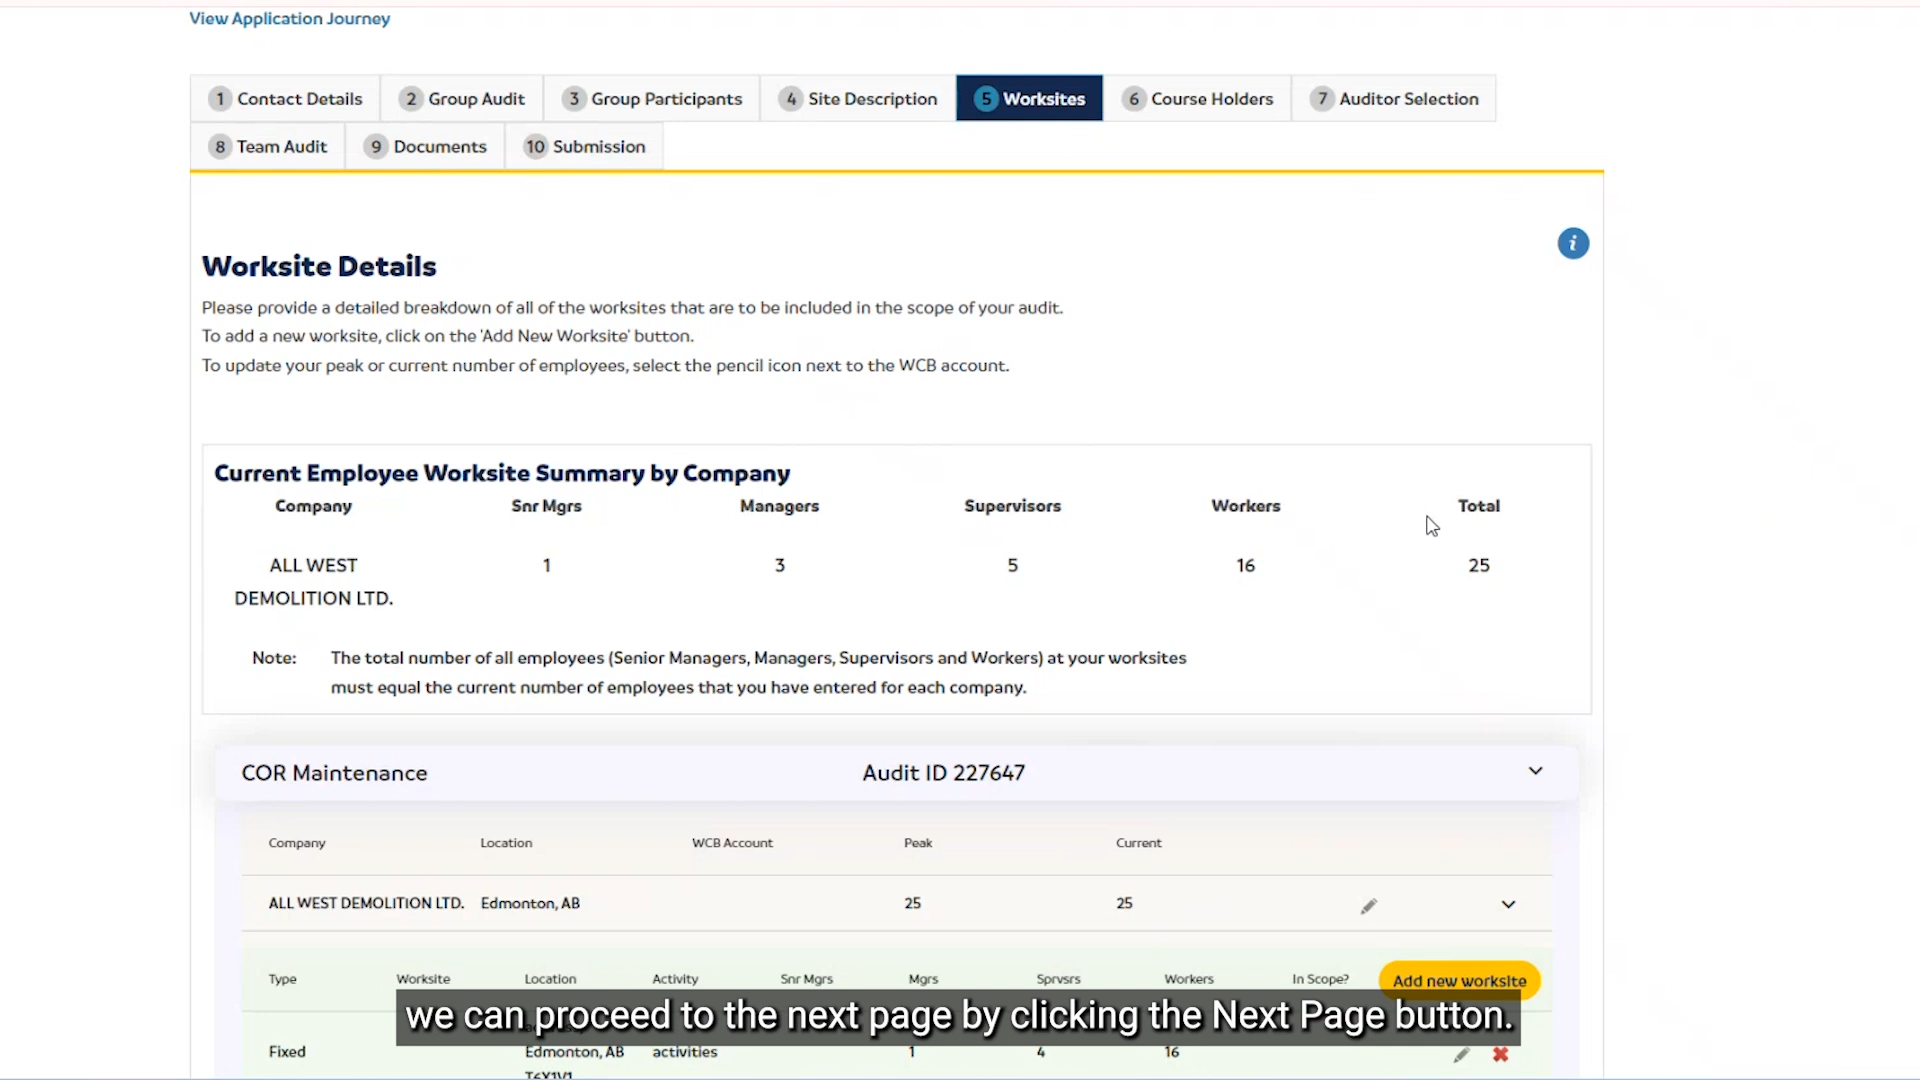 View Application Journey
1 Contact Details
2 Group Audit
3 Group Participants
4 Site Description
5 Worksites
6 Course Holders
7 Auditor Selection
8 Team Audit
9 Documents
10 Submission
i
Worksite Details
Please provide a detailed breakdown of all of the worksites that are to be included in the scope of your audit.
To add a new worksite, click on the 'Add New Worksite' button.
To update your peak or current number of employees, select the pencil icon next to the WCB account.
Current Employee Worksite Summary by Company
Company Snr Mgrs Managers Supervisors Workers Total
ALL WEST 1 3 5 16 25
DEMOLITION LTD.
Note: The total number of all employees (Senior Managers, Managers, Supervisors and Workers) at your worksites
must equal the current number of employees that you have entered for each company.
COR Maintenance Audit ID 227647
Company Location WCB Account Peak Current
ALL WEST DEMOLITION LTD. Edmonton, AB 25 25
Type Worksite Location Activity Snr Mgrs Mgrs Sprvsrs Workers In Scope? Add new worksite
we can proceed to the next page by clicking the Next Page button.
Fixed Edmonton, AB activities 1 4 16
T6X1V1